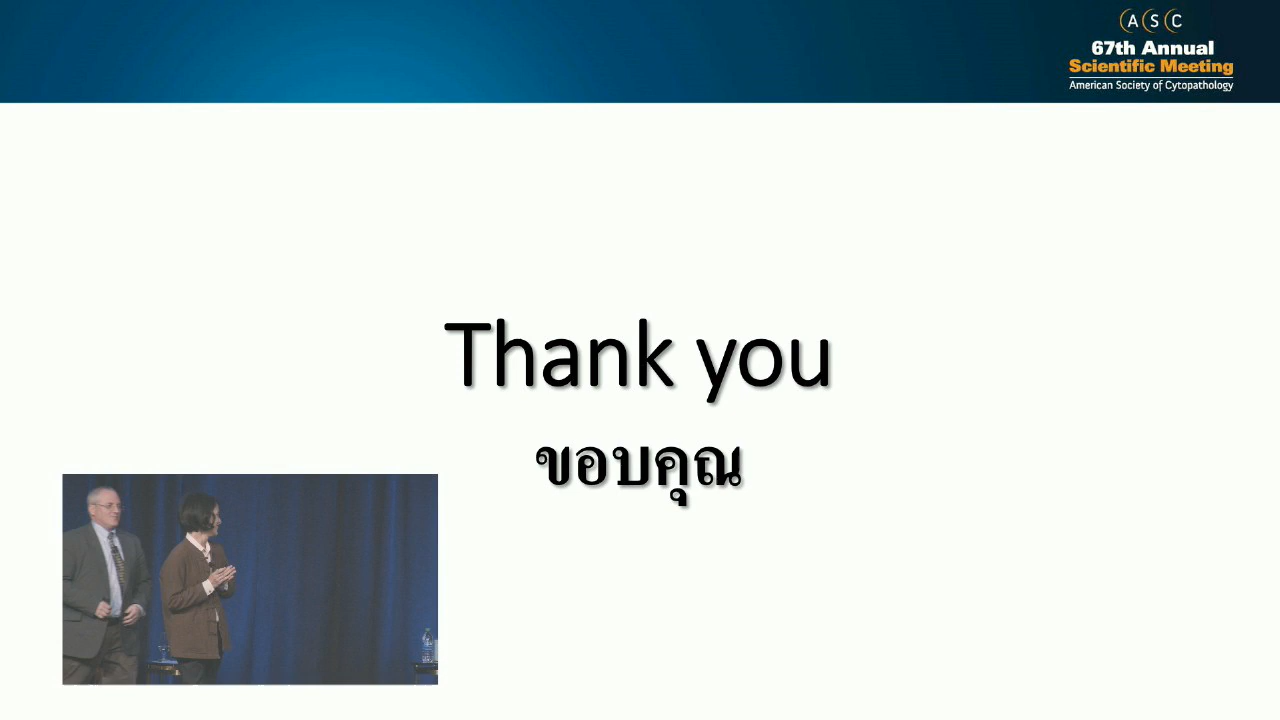 ASC
67th Annual
Scientific Meeting
American Society of Cytopathology
Thank you
ขอบคุณ